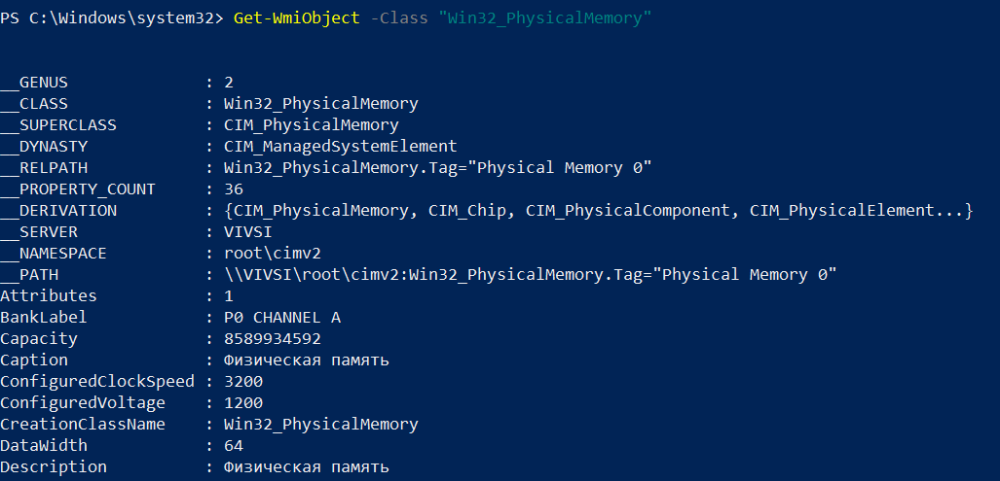 PS C:\Windows\system32> Get-WmiObject -Class "Win32_PhysicalMemory"
__GENUS : 2
__CLASS : Win32_PhysicalMemory
__SUPERCLASS : CIM_PhysicalMemory
__DYNASTY : CIM_ManagedSystemElement
__RELPATH : Win32_PhysicalMemory.Tag="Physical Memory 0"
__PROPERTY_COUNT : 36
__DERIVATION : {CIM_PhysicalMemory, CIM_Chip, CIM_PhysicalComponent, CIM_PhysicalElement...}
__SERVER : VIVSI
__NAMESPACE : root\cimv2
__PATH : \\VIVSI\root\cimv2:Win32_PhysicalMemory.Tag="Physical Memory 0"
Attributes : 1
BankLabel : P0 CHANNEL A
Capacity : 8589934592
Caption : Физическая память
ConfiguredClockSpeed : 3200
ConfiguredVoltage : 1200
CreationClassName : Win32_PhysicalMemory
DataWidth : 64
Description : Физическая память